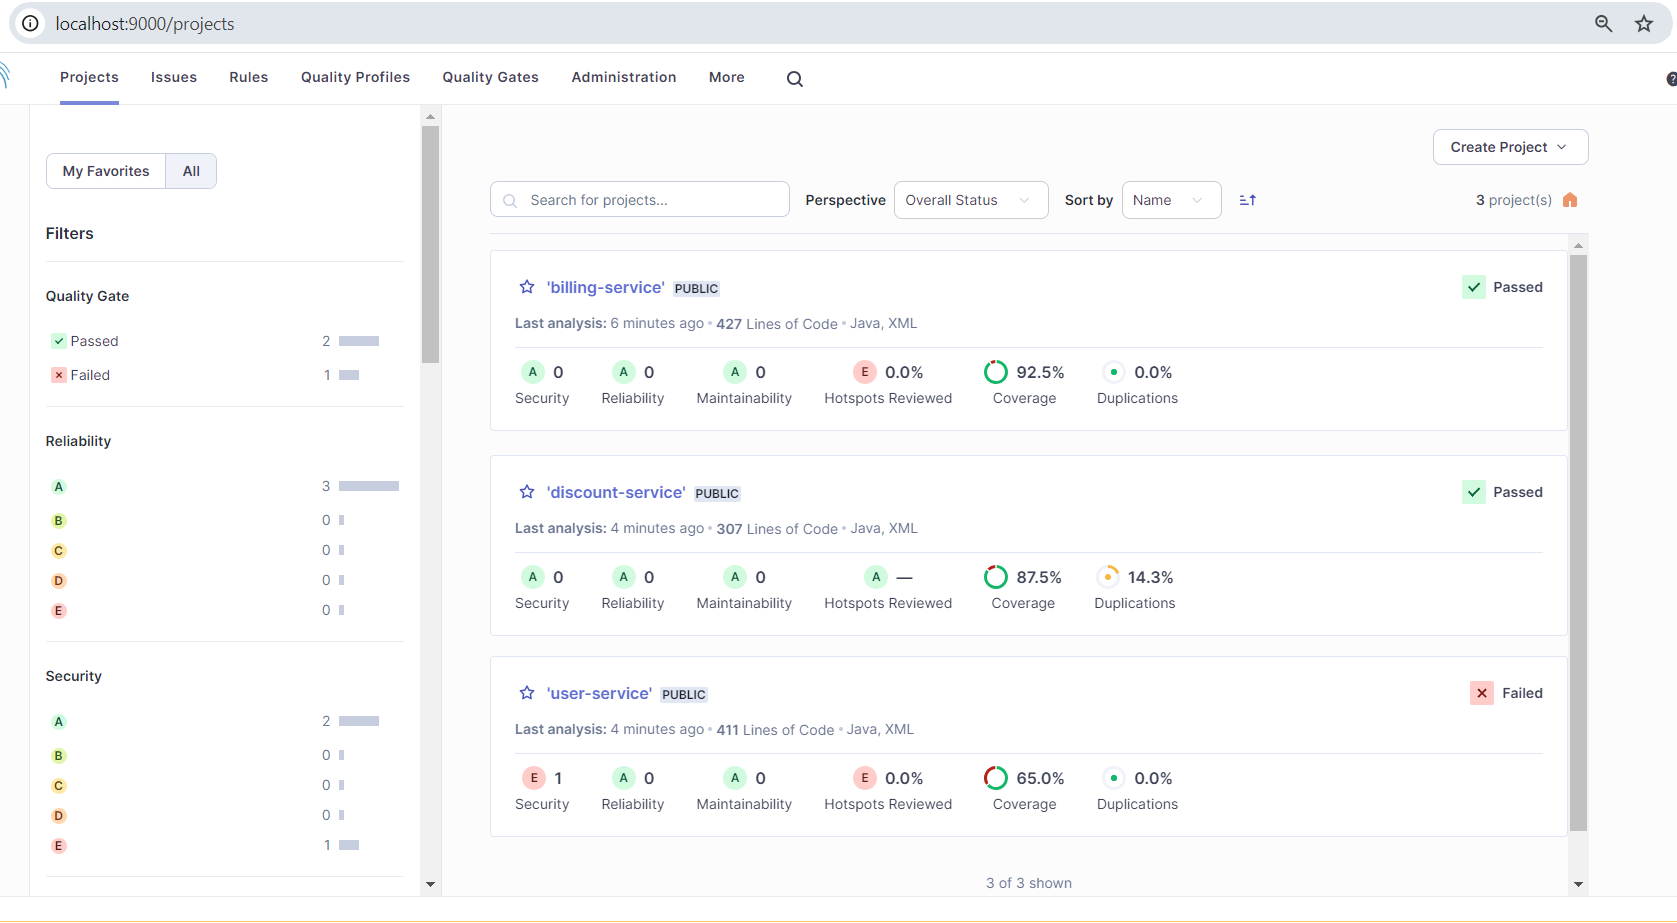 localhost:9000/projects
Projects Issues Rules Quality Profiles Quality Gates Administration More
My Favorites All
Filters
Quality Gate
Passed 2
Failed 1
Reliability
A 3
B 0
C 0
D 0
E 0
Security
A 2
B 0
C 0
D 0
E 1
Create Project
Search for projects... Perspective Overall Status Sort by Name 3 project(s)
'billing-service' PUBLIC Passed
Last analysis: 6 minutes ago • 427 Lines of Code • Java, XML
A 0 A 0 A 0 E 0.0% 92.5% 0.0%
Security Reliability Maintainability Hotspots Reviewed Coverage Duplications
'discount-service' PUBLIC Passed
Last analysis: 4 minutes ago • 307 Lines of Code • Java, XML
A 0 A 0 A 0 A — 87.5% 14.3%
Security Reliability Maintainability Hotspots Reviewed Coverage Duplications
'user-service' PUBLIC Failed
Last analysis: 4 minutes ago • 411 Lines of Code • Java, XML
E 1 A 0 A 0 E 0.0% 65.0% 0.0%
Security Reliability Maintainability Hotspots Reviewed Coverage Duplications
3 of 3 shown